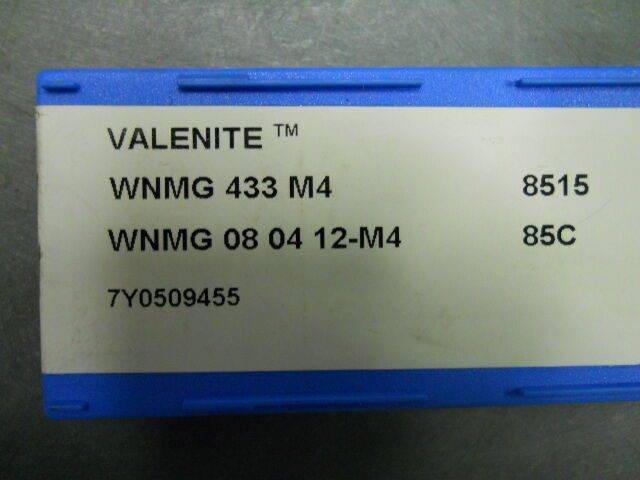 VALENITE ™
WNMG 433 M4 8515
WNMG 08 04 12-M4 85C
7Y0509455